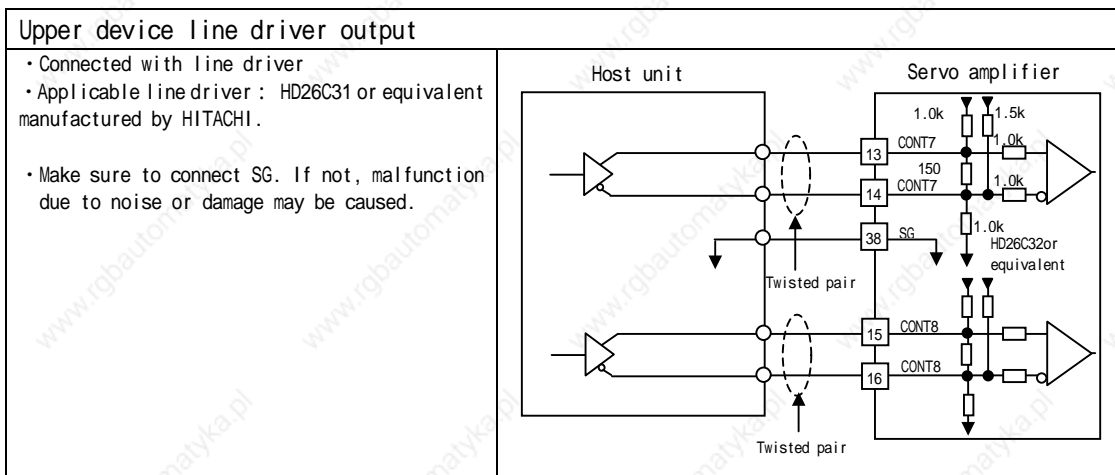 Upper device line driver output
・Connected with line driver
・Applicable line driver : HD26C31 or equivalent
manufactured by HITACHI.
・Make sure to connect SG. If not, malfunction
due to noise or damage may be caused.
Host unit
Servo amplifier
1.0k
1.5k
13
CONT7
1.0k
150
14
CONT7
1.0k
38
SG
1.0k
HD26C32or
equivalent
Twisted pair
15
CONT8
16
CONT8
Twisted pair
www.rgbautomatyka.pl